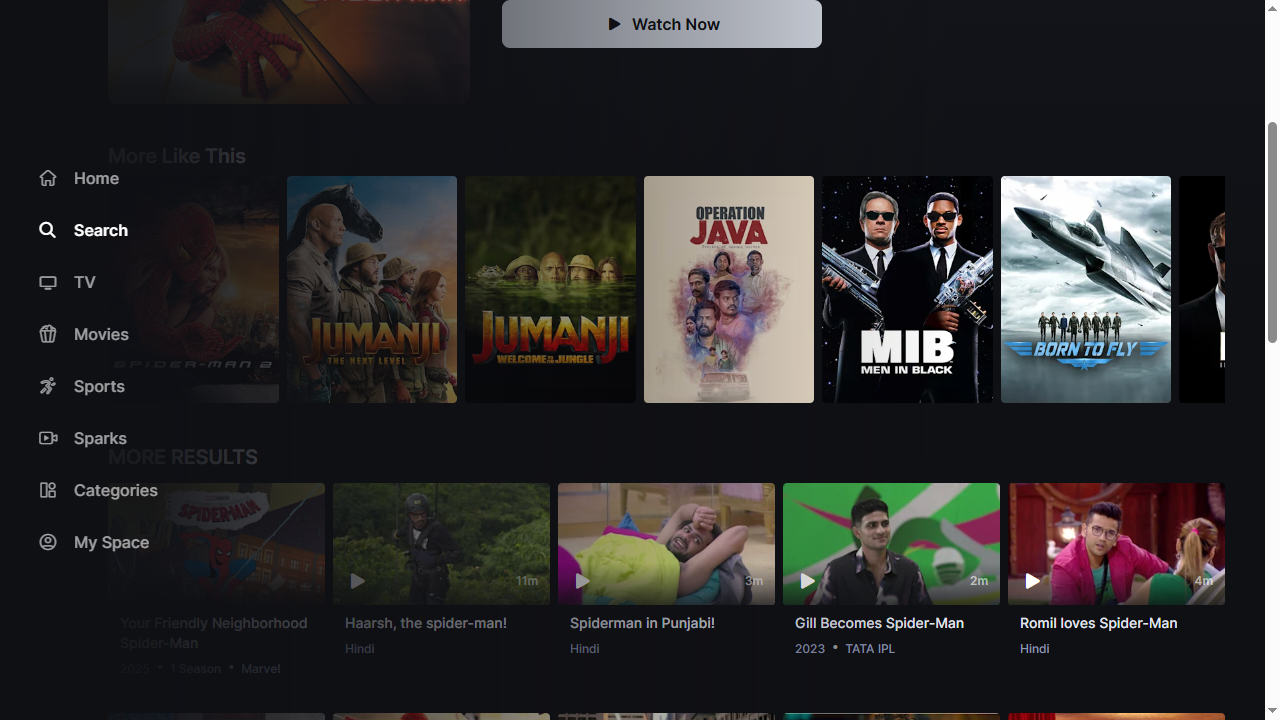 SPIDER-MAN
Watch Now
More Like This
Home
Search
TV
Movies
Sports
Sparks
Categories
My Space
SPIDER-MAN 2
JUMANJI
THE NEXT LEVEL
JUMANJI
WELCOME TO THE JUNGLE
OPERATION
JAVA
MIB
MEN IN BLACK
BORN TO FLY
MORE RESULTS
SPIDERMAN
11m
3m
2m
4m
Your Friendly Neighborhood
Spider-Man
2025 • 1 Season • Marvel
Haarsh, the spider-man!
Hindi
Spiderman in Punjabi!
Hindi
Gill Becomes Spider-Man
2023 • TATA IPL
Romil loves Spider-Man
Hindi